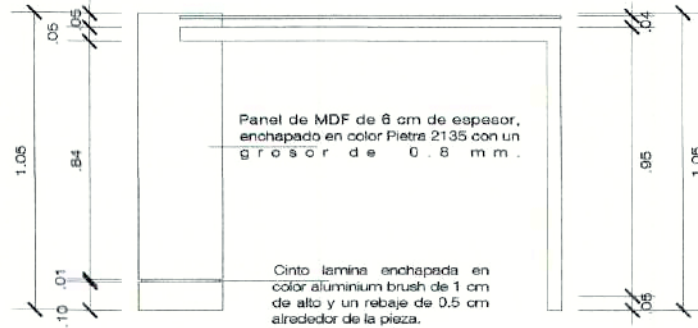 .05
.05
.04
Panel de MDF de 6 cm de espesor,
enchapado en color Pietra 2135 con un
grosor de 0.8 mm.
1.05
.84
.95
1.05
Cinto lamina enchapada en
color aluminium brush de 1 cm
de alto y un rebaje de 0.5 cm
alrededor de la pieza.
.01
.10
.05